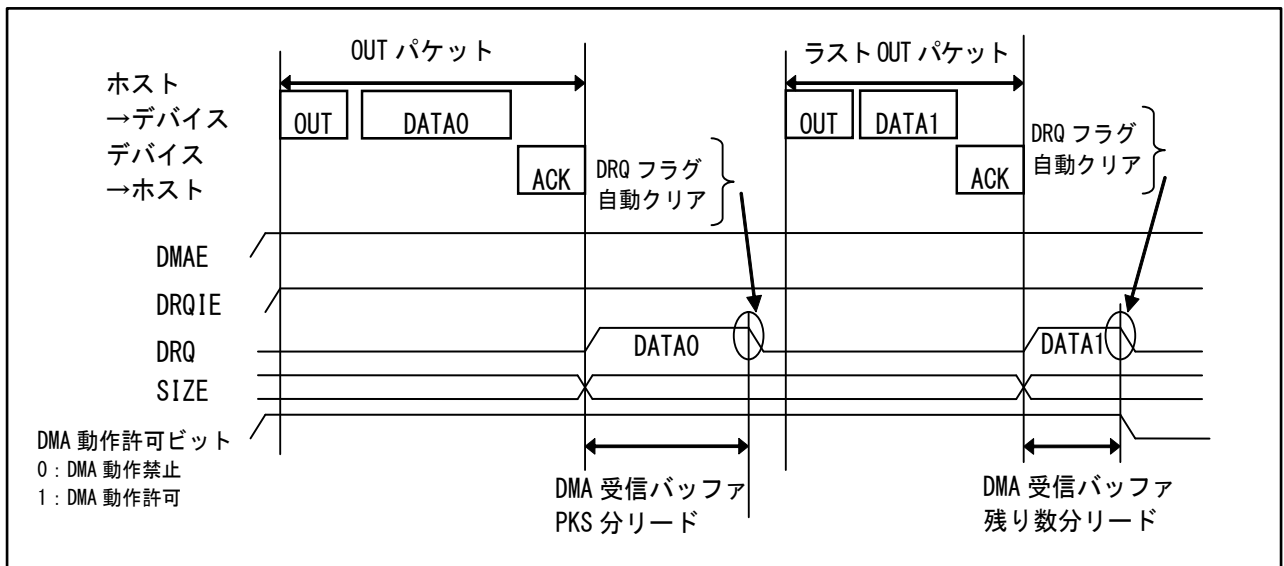 OUT パケット
ラスト OUT パケット
ホスト
→デバイス
OUT
DATA0
OUT
DATA1
デバイス
→ホスト
ACK
DRQ フラグ
自動クリア
ACK
DRQ フラグ
自動クリア
DMAE
DRQIE
DRQ
DATA0
DATA1
SIZE
DMA 動作許可ビット
0：DMA 動作禁止
1：DMA 動作許可
DMA 受信バッファ
PKS 分リード
DMA 受信バッファ
残り数分リード